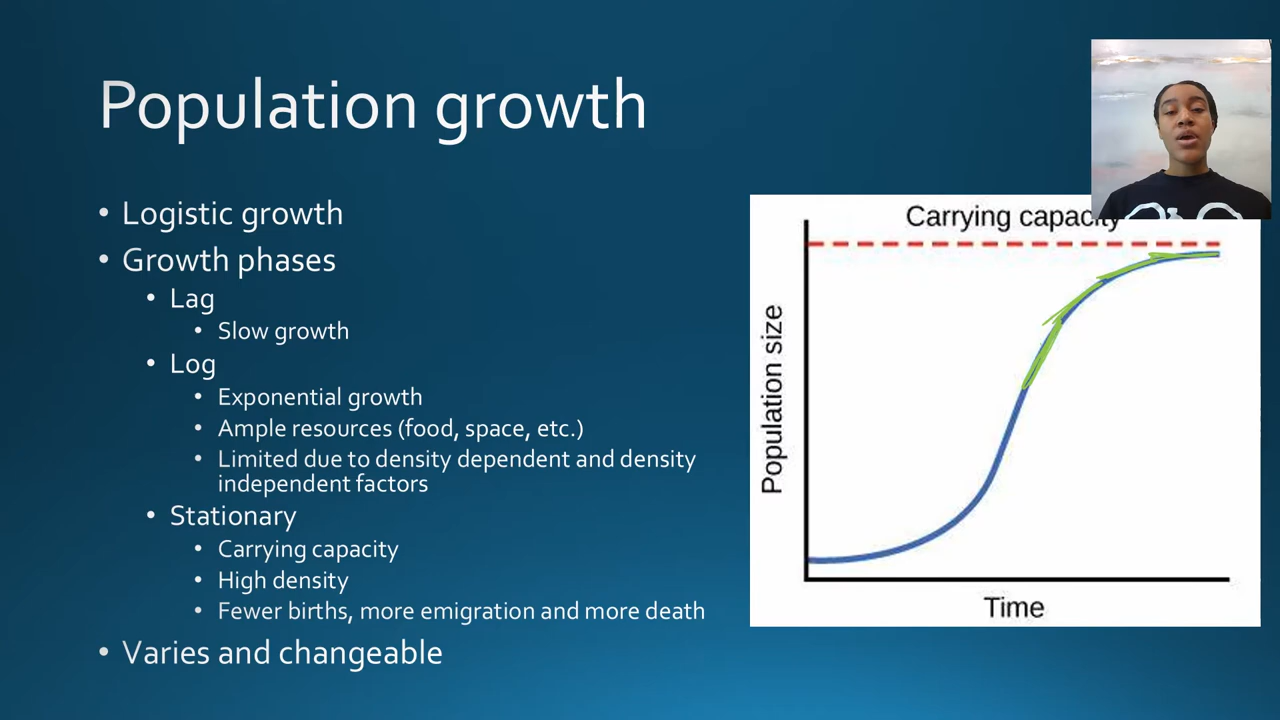 Population growth
• Logistic growth
• Growth phases
• Lag
• Slow growth
• Log
• Exponential growth
• Ample resources (food, space, etc.)
• Limited due to density dependent and density
independent factors
• Stationary
• Carrying capacity
• High density
• Fewer births, more emigration and more death
• Varies and changeable
Carrying capacity
Population size
Time